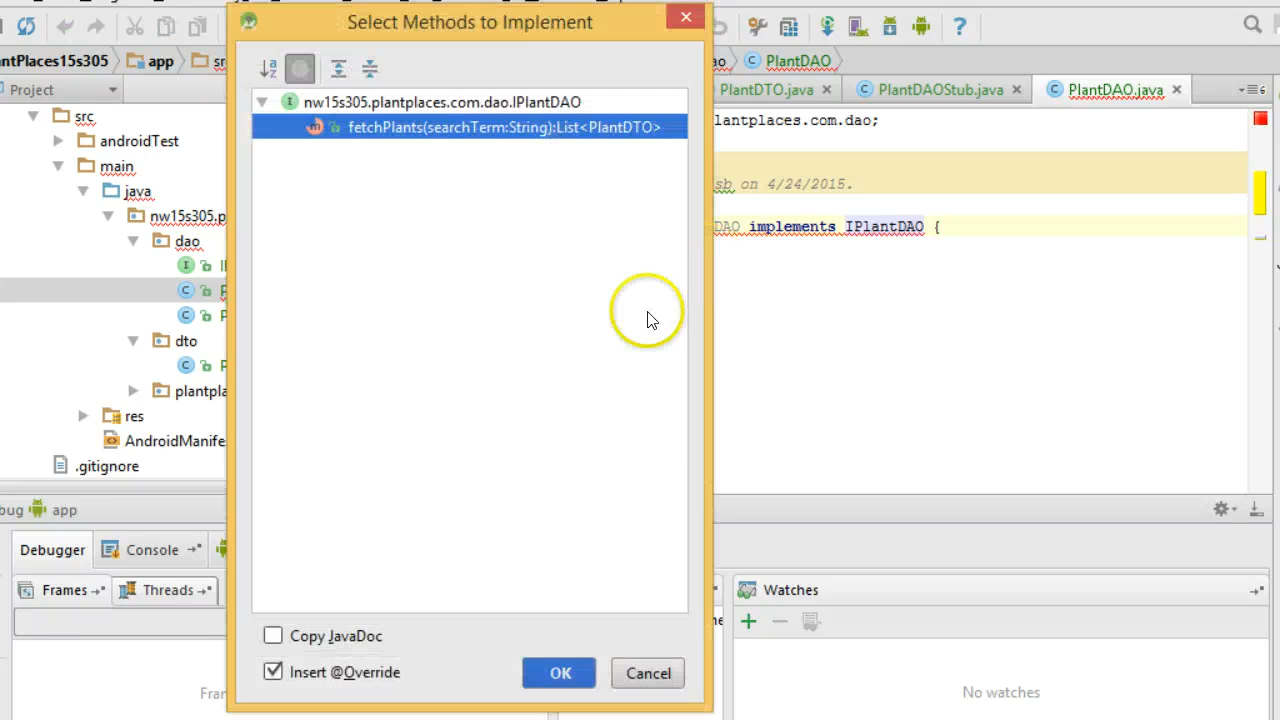 Select Methods to Implement
ntPlaces15s305
app
sr
ao
PlantDAO
Project
PlantDTO.java
PlantDAOStub.java
PlantDAO.java
src
androidTest
main
java
nw15s305.p
dao
dto
plantpla
res
AndroidManife
.gitignore
nw15s305.plantplaces.com.dao.IPlantDAO
fetchPlants(searchTerm:String):List<PlantDTO>
lantplaces.com.dao;
sb on 4/24/2015.
DAO implements IPlantDAO {
bug
app
Debugger
Console
Frames
Threads
Watches
Copy JavaDoc
Insert @Override
OK
Cancel
Fran
No watches